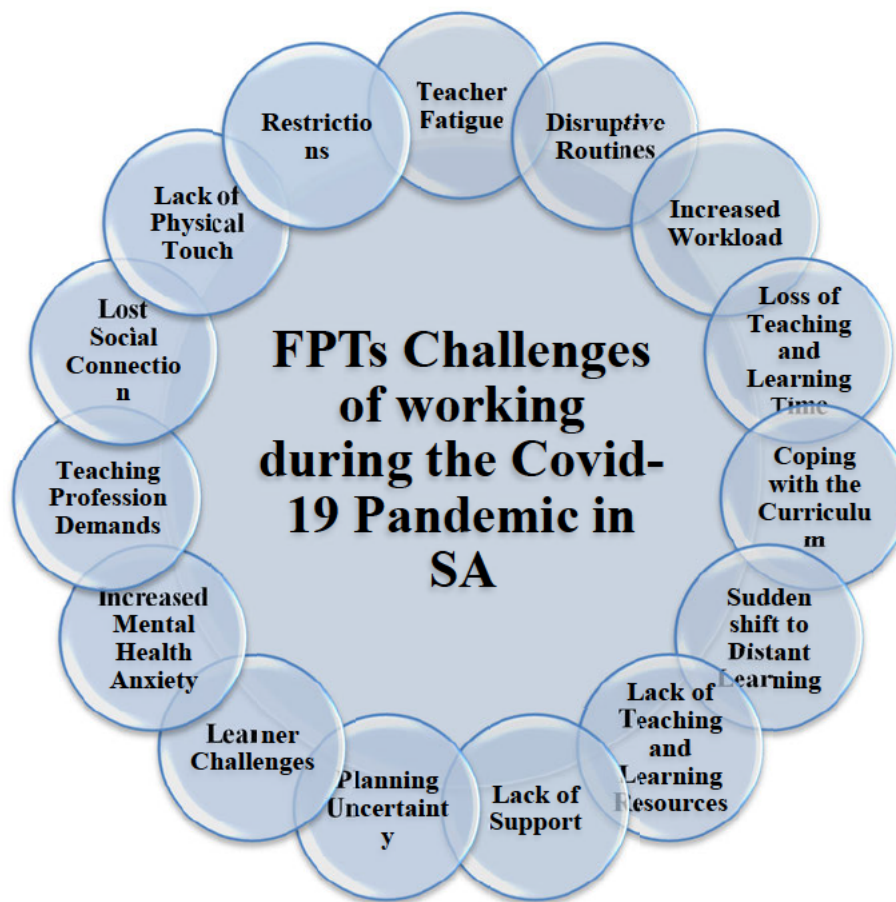 FPTs Challenges
of working
during the Covid-
19 Pandemic in
SA
Teacher
Fatigue
Disruptive
Routines
Increased
Workload
Loss of
Teaching
and
Learning
Time
Coping
with the
Curriculu
m
Sudden
shift to
Distant
Learning
Lack of
Teaching
and
Learning
Resources
Lack of
Support
Planning
Uncertaint
y
Learner
Challenges
Increased
Mental
Health
Anxiety
Teaching
Profession
Demands
Lost
Social
Connectio
n
Lack of
Physical
Touch
Restrictio
ns